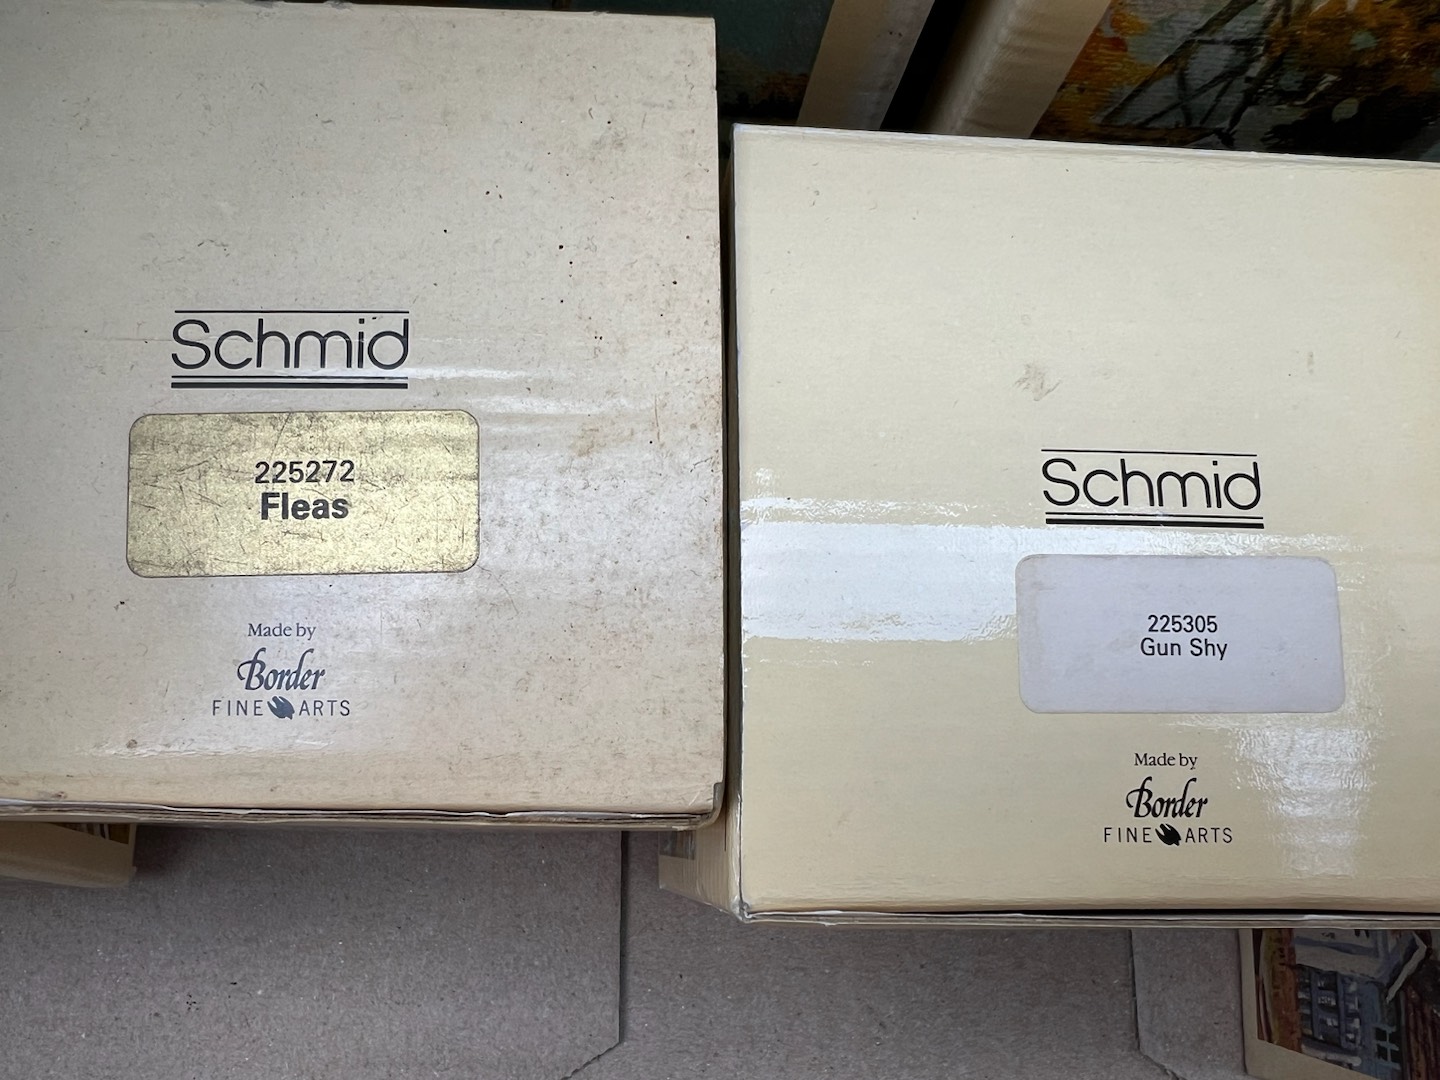 Schmid
225272
Fleas
Made by
Border
FINE ARTS
Schmid
225305
Gun Shy
Made by
Border
FINE ARTS